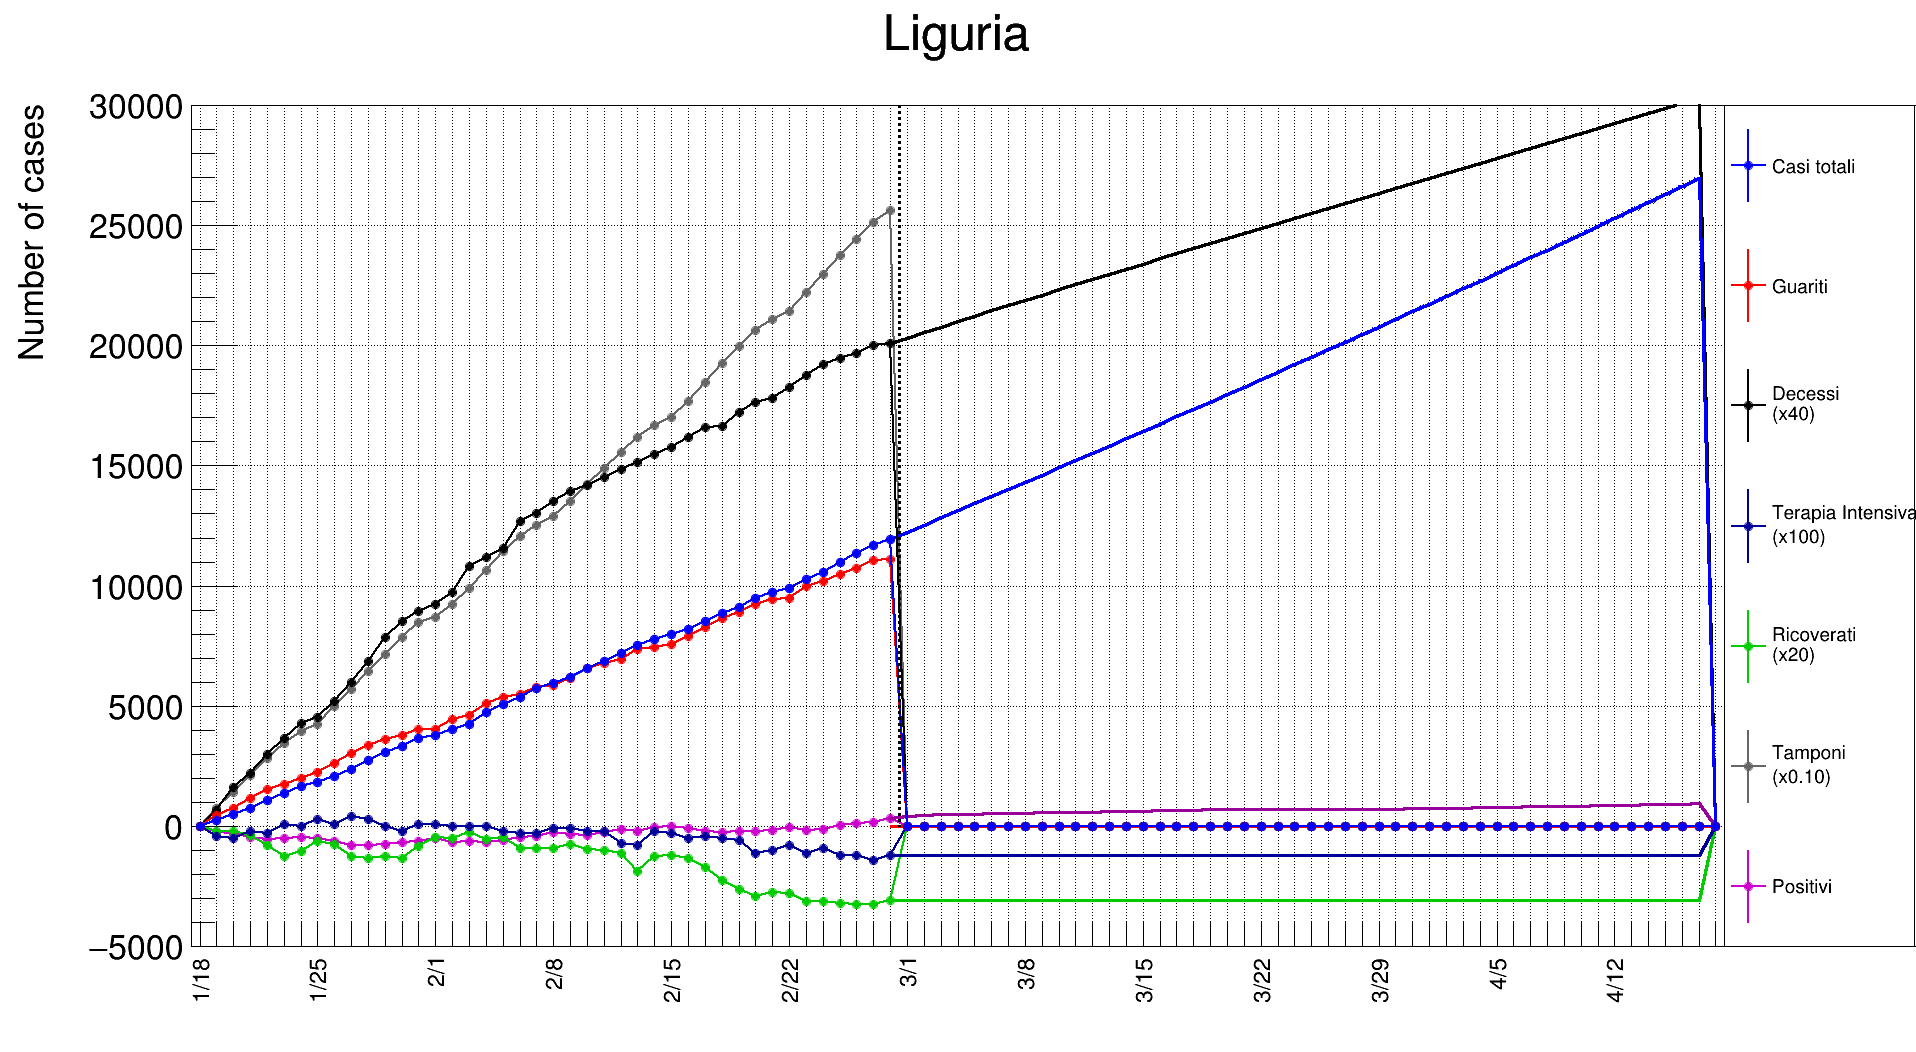 Liguria
Number of cases
30000
25000
20000
15000
10000
5000
0
−5000
1/18
1/25
2/1
2/8
2/15
2/22
3/1
3/8
3/15
3/22
3/29
4/5
4/12
Casi totali
Guariti
Decessi
(x40)
Terapia Intensiva
(x100)
Ricoverati
(x20)
Tamponi
(x0.10)
Positivi